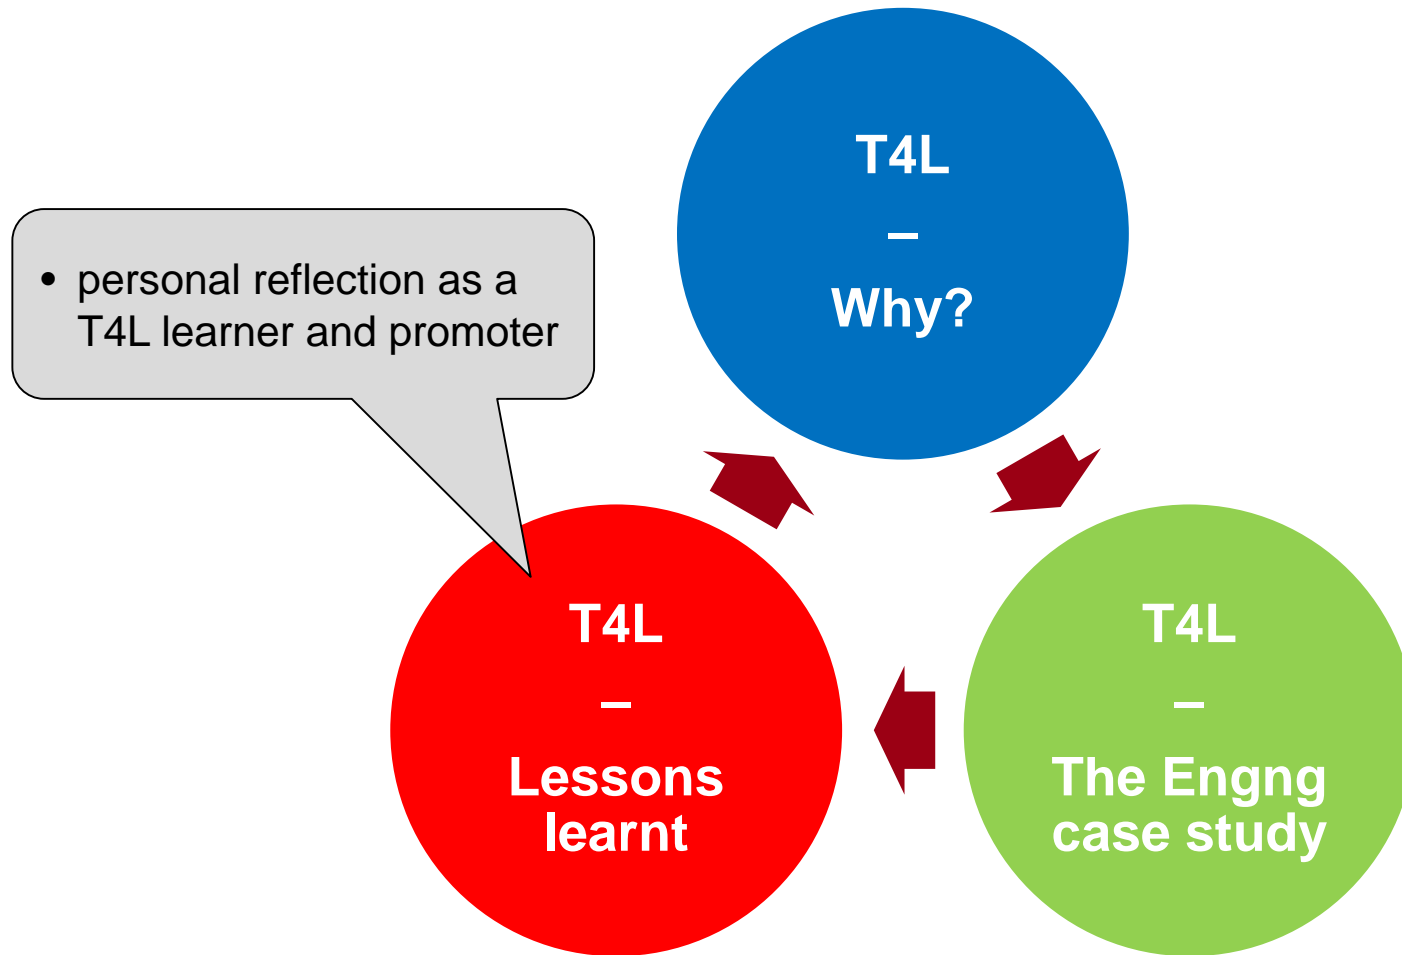 T4L
–
Why?
• personal reflection as a
T4L learner and promoter
T4L
–
Lessons
learnt
T4L
–
The Engng
case study